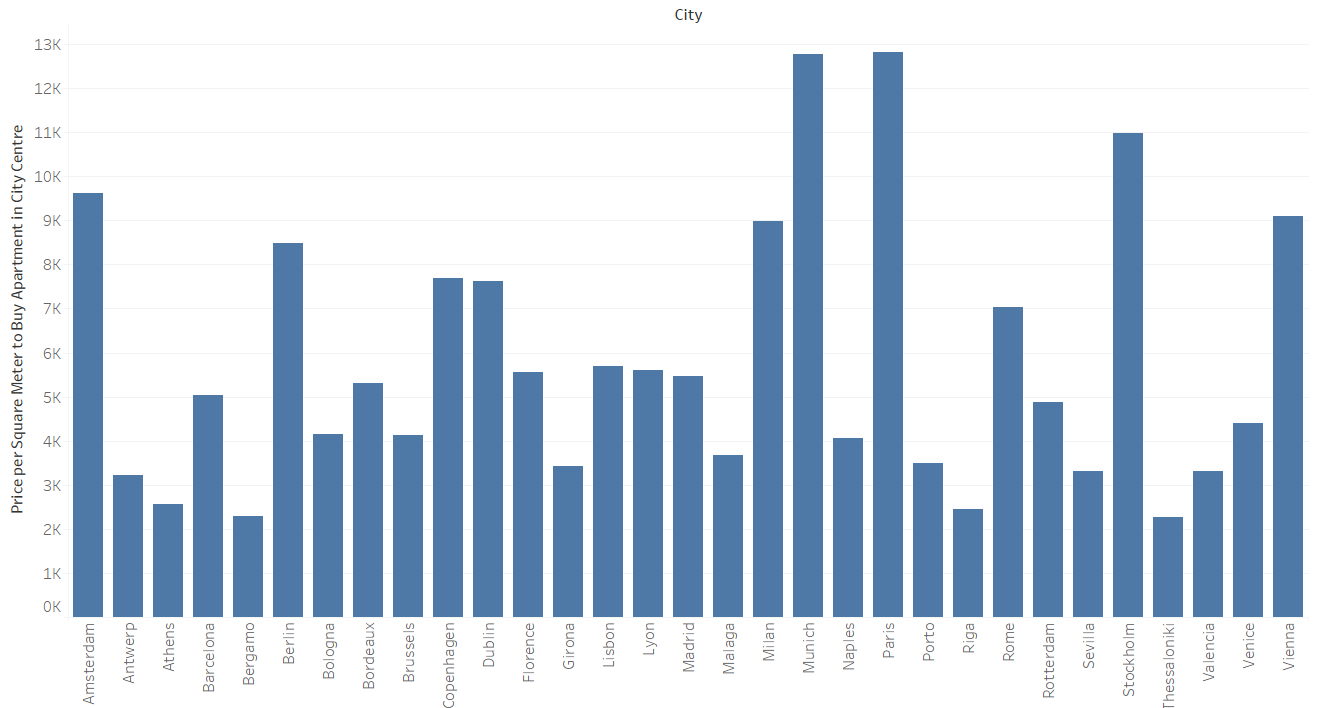 City
Price per Square Meter to Buy Apartment in City Centre
13K
12K
11K
10K
9K
8K
7K
6K
5K
4K
3K
2K
1K
0K
Amsterdam
Antwerp
Athens
Barcelona
Bergamo
Berlin
Bologna
Bordeaux
Brussels
Copenhagen
Dublin
Florence
Girona
Lisbon
Lyon
Madrid
Malaga
Milan
Munich
Naples
Paris
Porto
Riga
Rome
Rotterdam
Sevilla
Stockholm
Thessaloniki
Valencia
Venice
Vienna